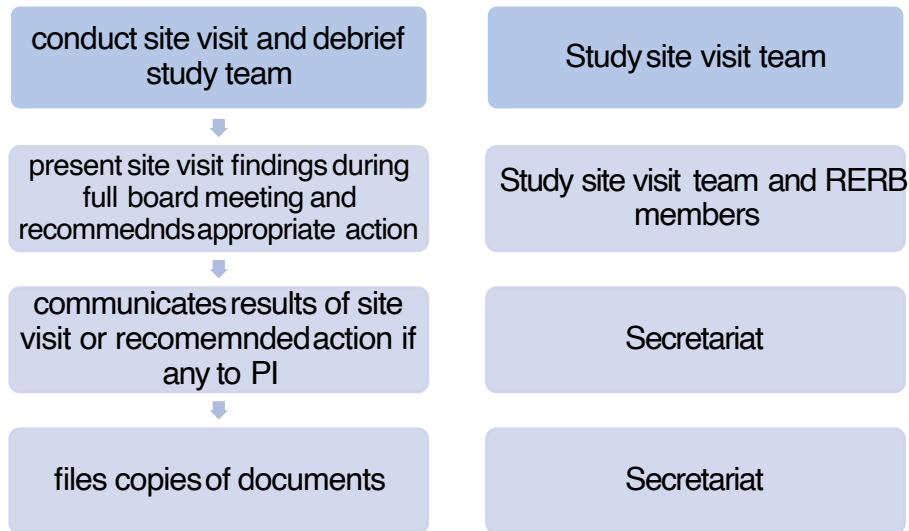 conduct site visit and debrief
study team
Study site visit team
present site visit findings during
full board meeting and
recommednds appropriate action
Study site visit team and RERB
members
communicates results of site
visit or recomemnded action if
any to PI
Secretariat
files copies of documents
Secretariat